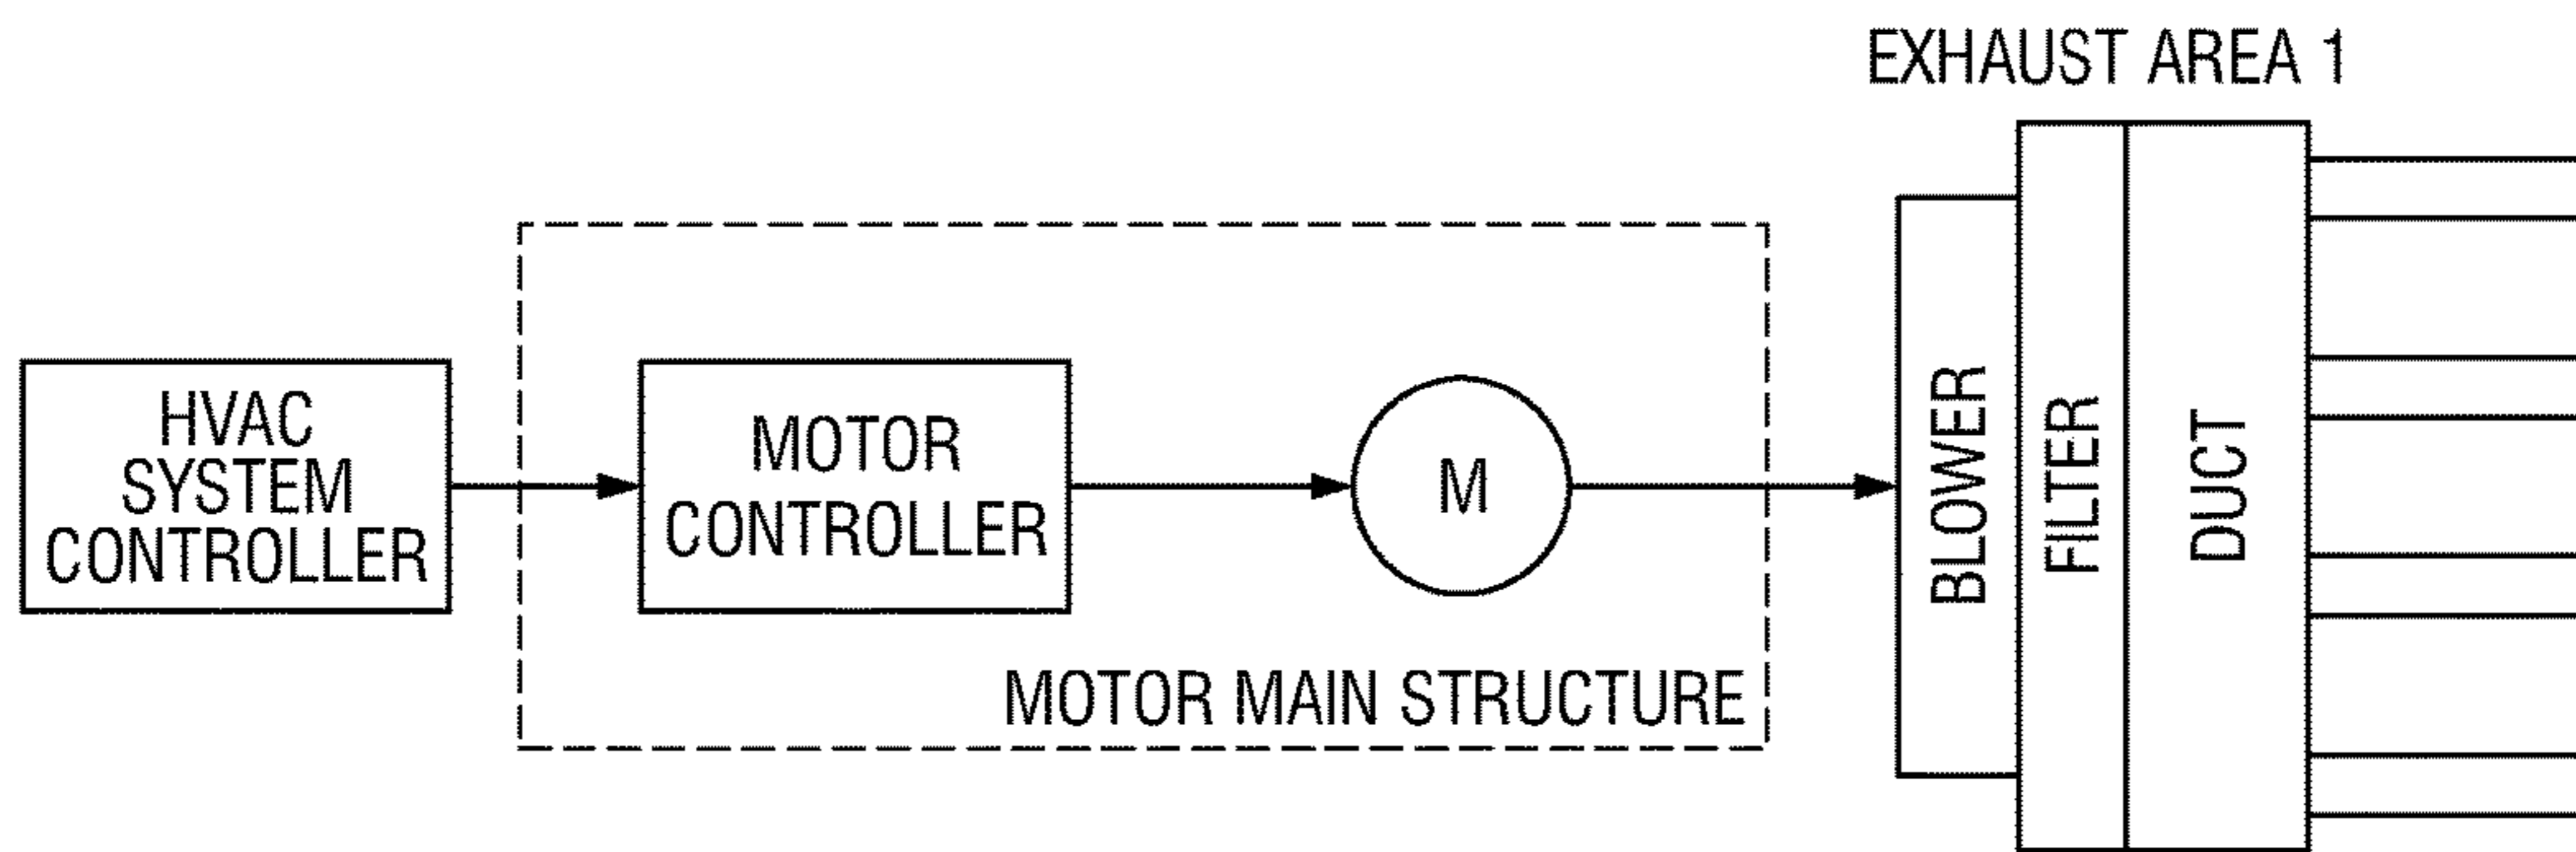 EXHAUST AREA 1
HVAC
SYSTEM
CONTROLLER
MOTOR
CONTROLLER
M
MOTOR MAIN STRUCTURE
BLOWER
FILTER
DUCT